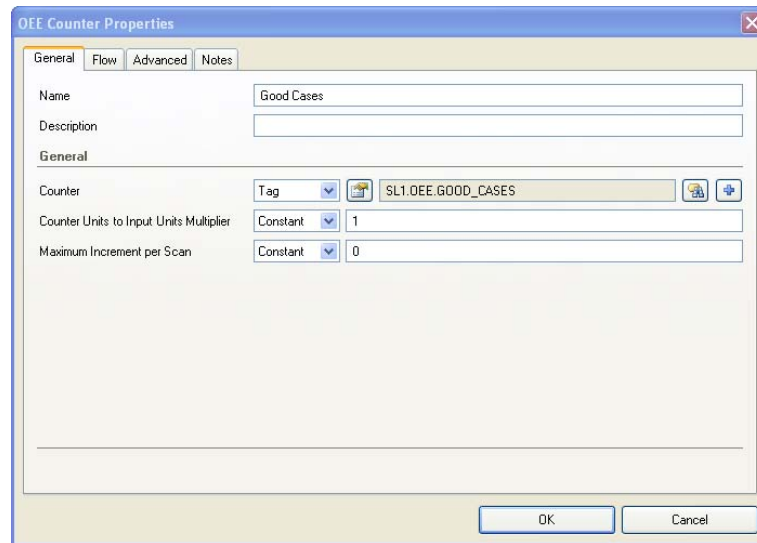 OEE Counter Properties
General Flow Advanced Notes
Name Good Cases
Description
General
Counter Tag SL1.OEE.GOOD_CASES
Counter Units to Input Units Multiplier Constant 1
Maximum Increment per Scan Constant 0
OK Cancel